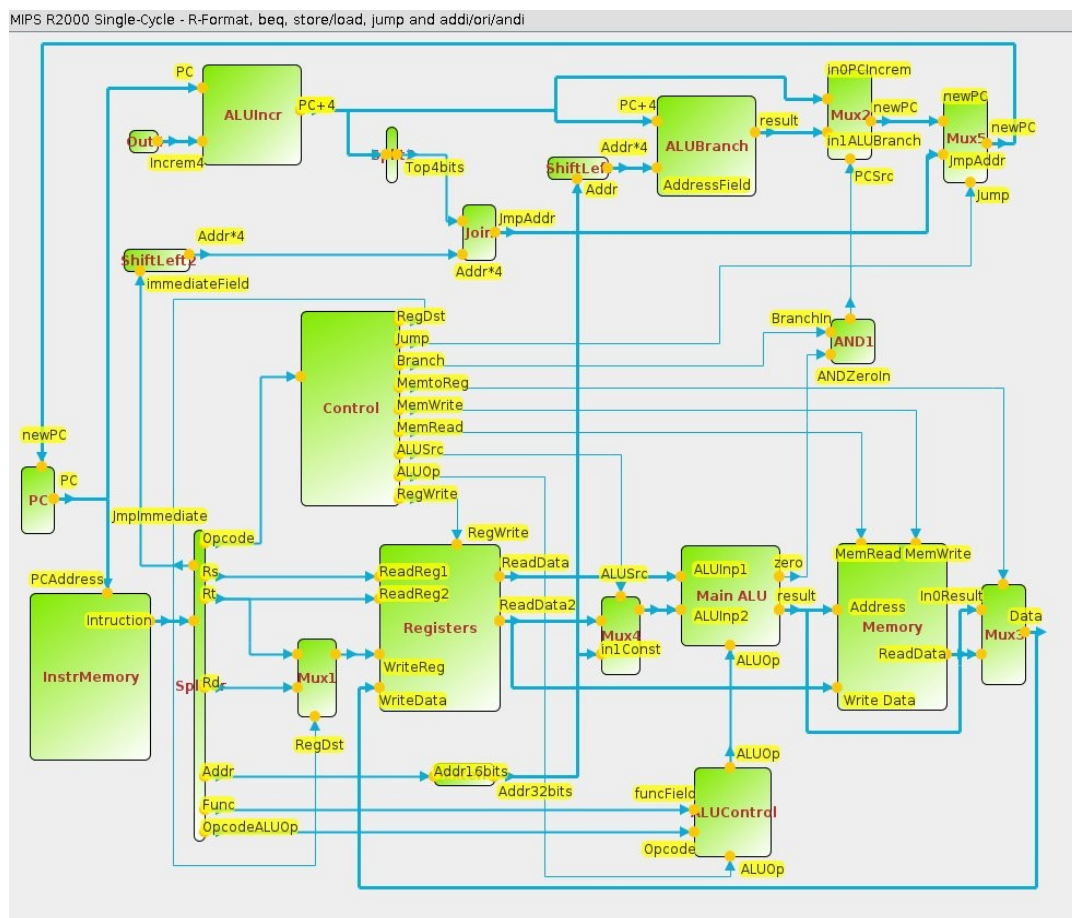 MIPS R2000 Single-Cycle - R-Format, beq, store/load, jump and addi/ori/andi
PC
ALUIncr
PC+4
Out
Increm4
Top4bits
PC+4
Addr*4
ShiftLef
Addr
ALUBranch
AddressField
result
in0PCIncrem
Mux2
newPC
in1ALUBranch
PCSrc
newPC
Mux5
newPC
JmpAddr
Jump
Join
JmpAddr
Addr*4
Addr*4
ShiftLeft2
immediateField
Control
RegDst
Jump
Branch
MemtoReg
MemWrite
MemRead
ALUSrc
ALUOp
RegWrite
BranchIn
AND1
ANDZeroIn
newPC
PC
PC
JmpImmediate
PCAddress
Intruction
InstrMemory
Opcode
Rs
Rt
Rd
Addr
Func
OpcodeALUOp
Mux1
RegDst
RegWrite
ReadReg1
ReadReg2
Registers
WriteReg
WriteData
ReadData
ReadData2
Addr16bits
Addr32bits
ALUSrc
Mux4
in1Const
ALUInp1
Main ALU
ALUInp2
zero
result
ALUOp
ALUOp
funcField
ALUControl
Opcode
ALUOp
MemRead
MemWrite
Address
Memory
ReadData
Write Data
In0Result
Mux3
Data